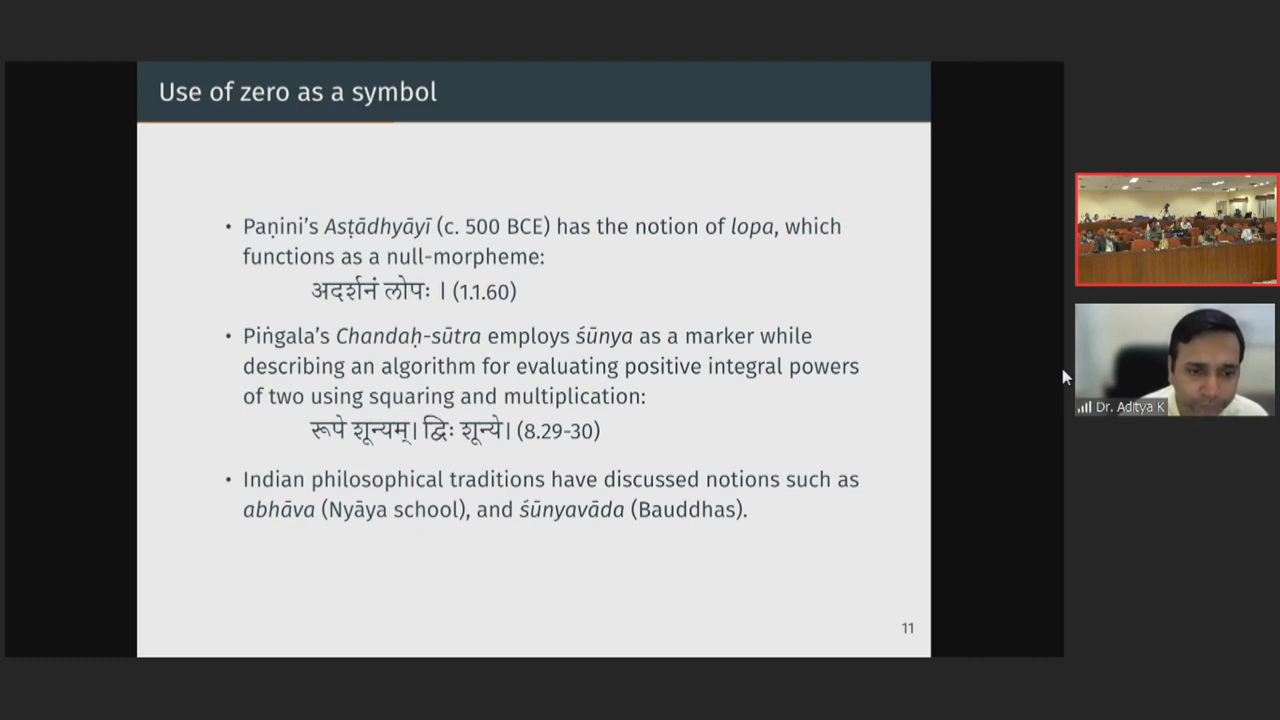 Use of zero as a symbol
• Paṇini's Asṭādhyāyī (c. 500 BCE) has the notion of lopa, which
functions as a null-morpheme:
अदर्शनं लोपः । (1.1.60)
• Piṅgala's Chandaḥ-sūtra employs śūnya as a marker while
describing an algorithm for evaluating positive integral powers
of two using squaring and multiplication:
रूपे शून्यम्। द्विः शून्ये। (8.29-30)
• Indian philosophical traditions have discussed notions such as
abhāva (Nyāya school), and śūnyavāda (Bauddhas).
11
Dr. Aditya K